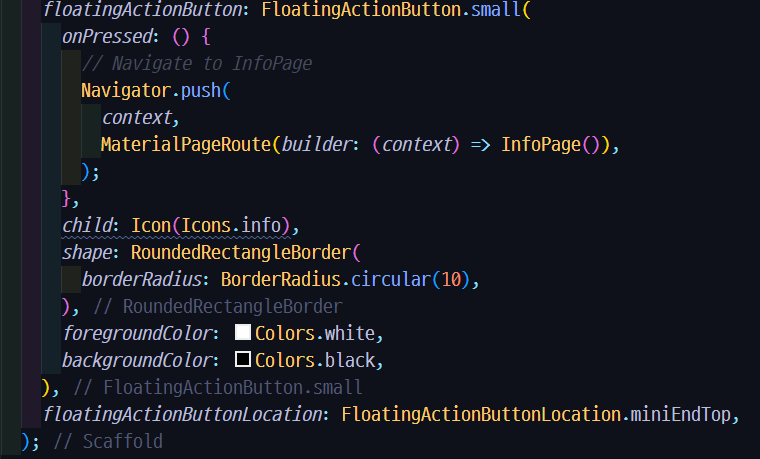 floatingActionButton: FloatingActionButton.small(
onPressed: () {
// Navigate to InfoPage
Navigator.push(
context,
MaterialPageRoute(builder: (context) => InfoPage()),
);
},
child: Icon(Icons.info),
shape: RoundedRectangleBorder(
borderRadius: BorderRadius.circular(10),
), // RoundedRectangleBorder
foregroundColor: Colors.white,
backgroundColor: Colors.black,
), // FloatingActionButton.small
floatingActionButtonLocation: FloatingActionButtonLocation.miniEndTop,
); // Scaffold